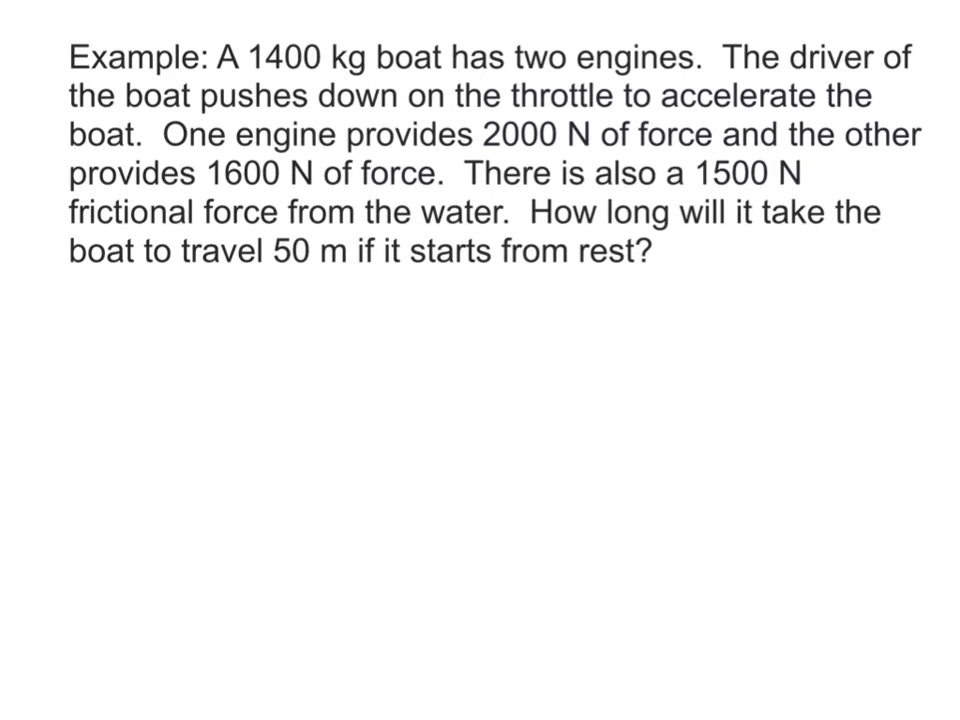 Example: A 1400 kg boat has two engines.  The driver of
the boat pushes down on the throttle to accelerate the
boat.  One engine provides 2000 N of force and the other
provides 1600 N of force.  There is also a 1500 N
frictional force from the water.  How long will it take the
boat to travel 50 m if it starts from rest?